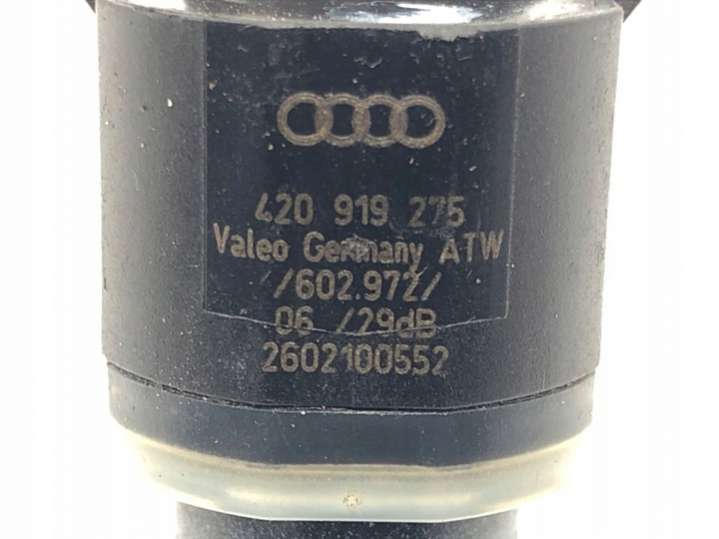 420 919 275
Valeo Germany ATW
/602.972/
06 /29dB
2602100552